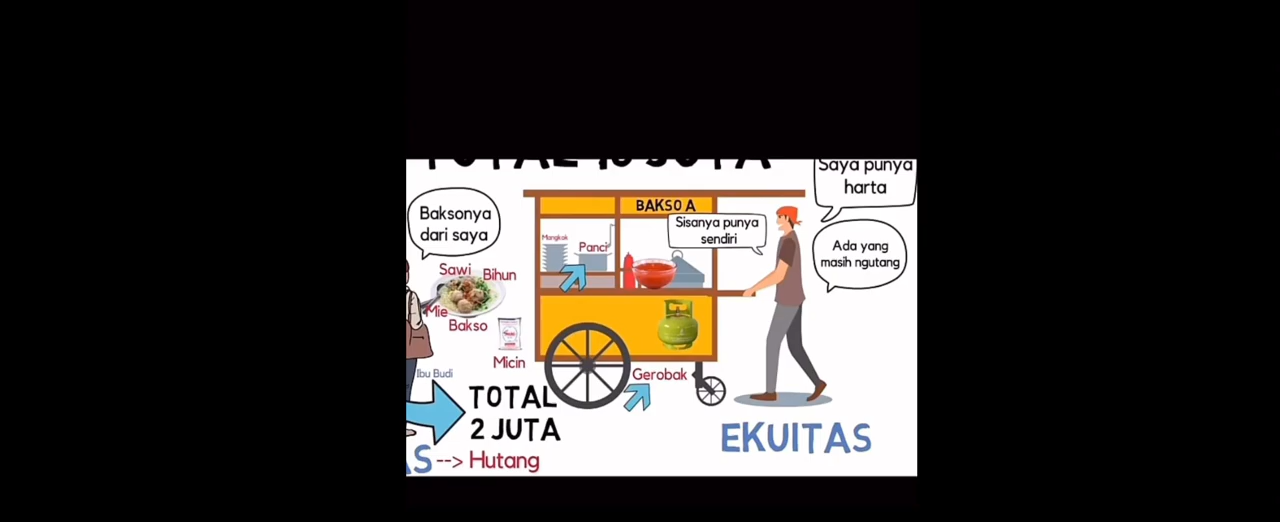 Saya punya
harta
BAKSO A
Baksonya
dari saya
Sisanya punya
sendiri
Ada yang
masih ngutang
Mangkok
Panci
Sawi
Bihun
Mie
Bakso
Micin
Ibu Budi
Gerobak
TOTAL
2 JUTA
EKUITAS
--> Hutang